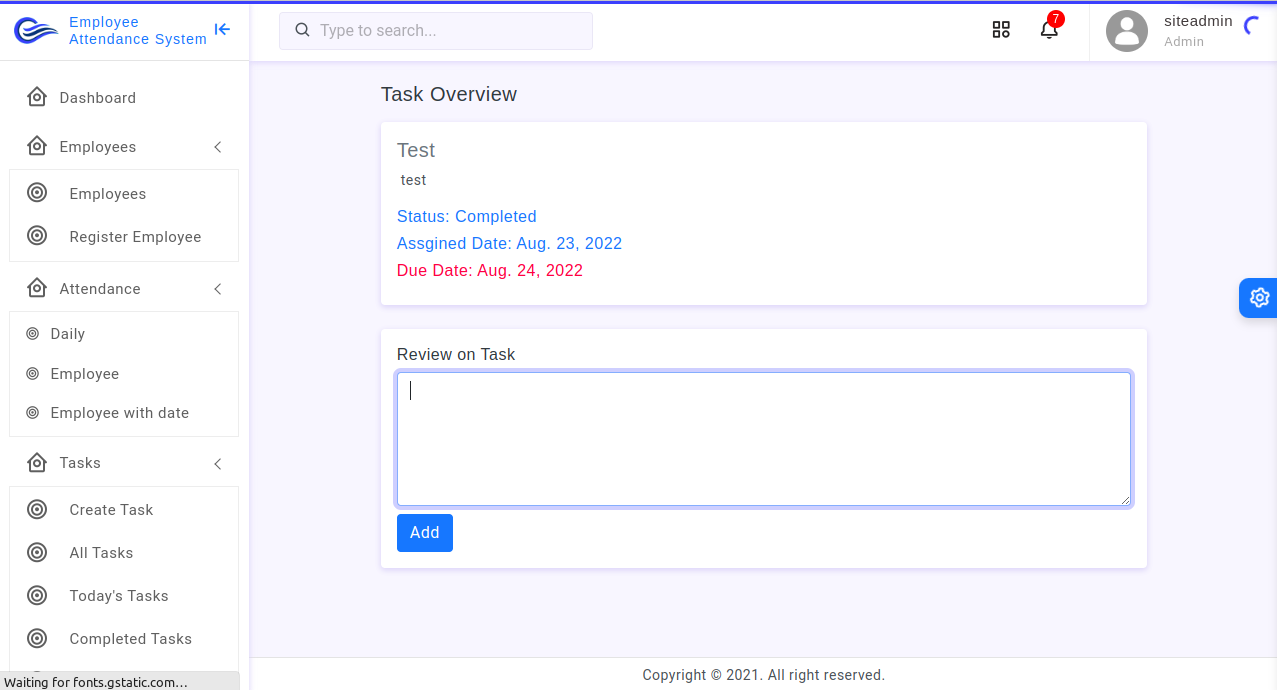 Employee
Attendance System
Type to search...
7
siteadmin
Admin
Dashboard
Employees
Employees
Register Employee
Attendance
Daily
Employee
Employee with date
Tasks
Create Task
All Tasks
Today's Tasks
Completed Tasks
Task Overview
Test
test
Status: Completed
Assgined Date: Aug. 23, 2022
Due Date: Aug. 24, 2022
Review on Task
Add
Copyright © 2021. All right reserved.
Waiting for fonts.gstatic.com...